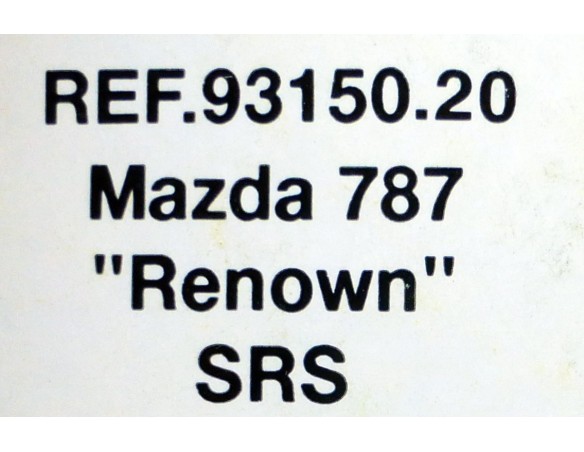 REF.93150.20
Mazda 787
"Renown"
SRS